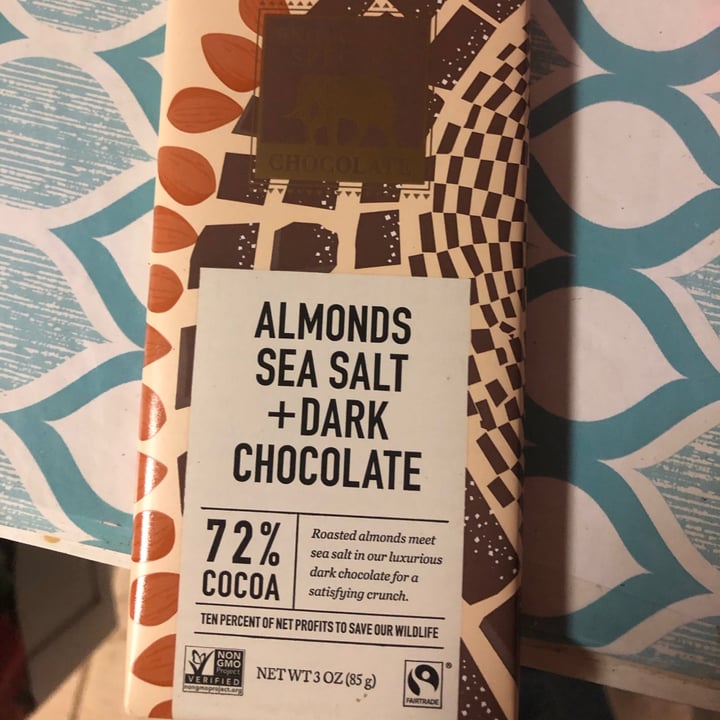 CHOCOLATE
ALMONDS
SEA SALT
+DARK
CHOCOLATE
72%
COCOA
Roasted almonds meet
sea salt in our luxurious
dark chocolate for a
satisfying crunch.
TEN PERCENT OF NET PROFITS TO SAVE OUR WILDLIFE
NON
GMO
Project
VERIFIED
nongmoproject.org
NET WT 3 OZ (85 g)
FAIRTRADE
®